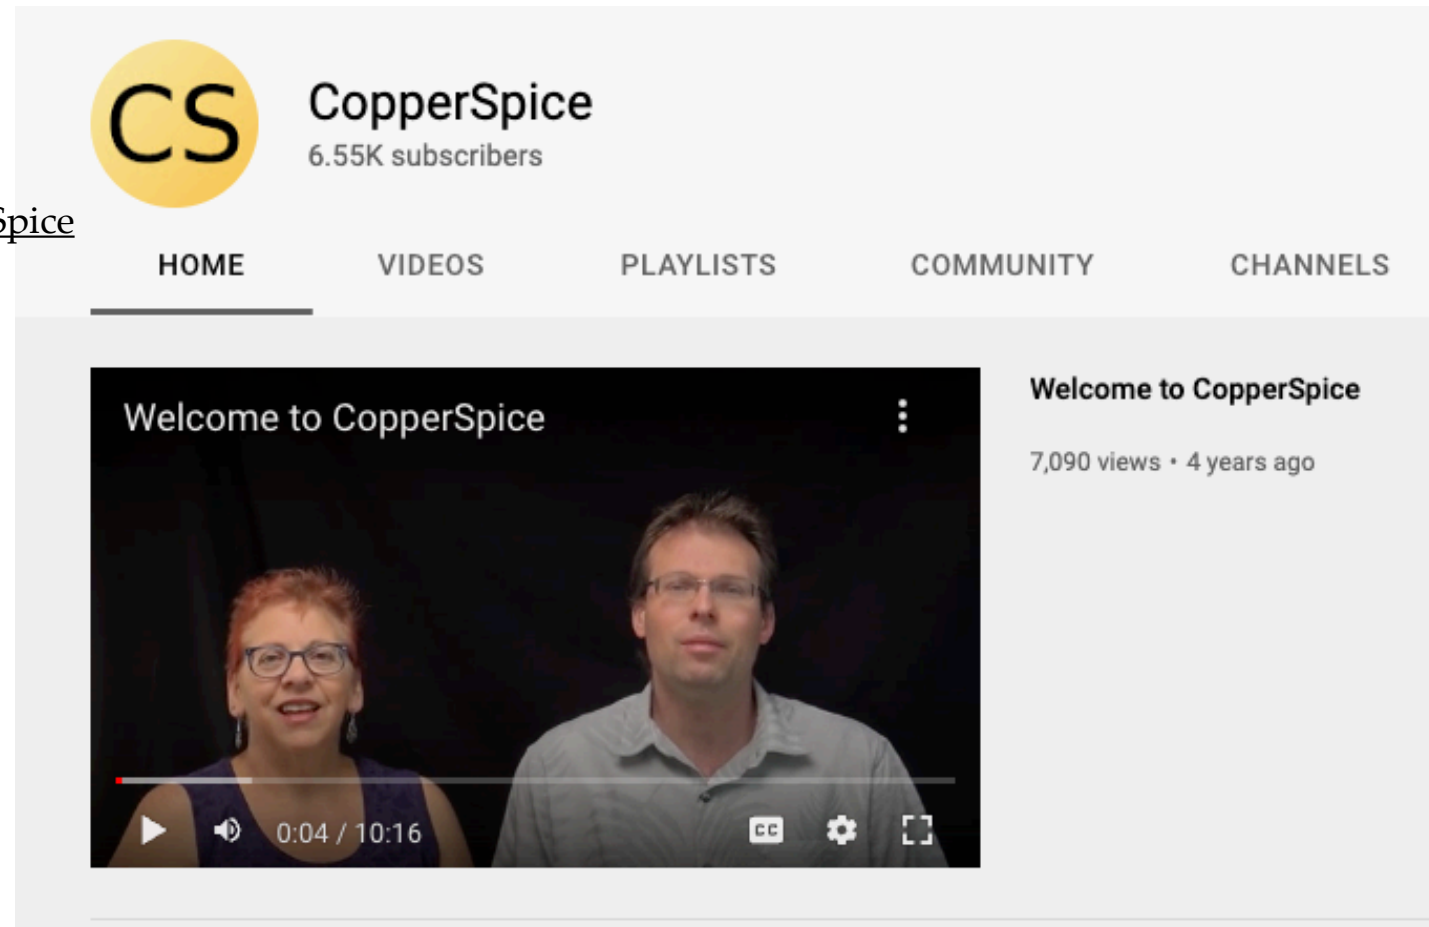 CS
CopperSpice
6.55K subscribers
Spice
HOME VIDEOS PLAYLISTS COMMUNITY CHANNELS
Welcome to CopperSpice
Welcome to CopperSpice
7,090 views • 4 years ago
0:04 / 10:16
CC